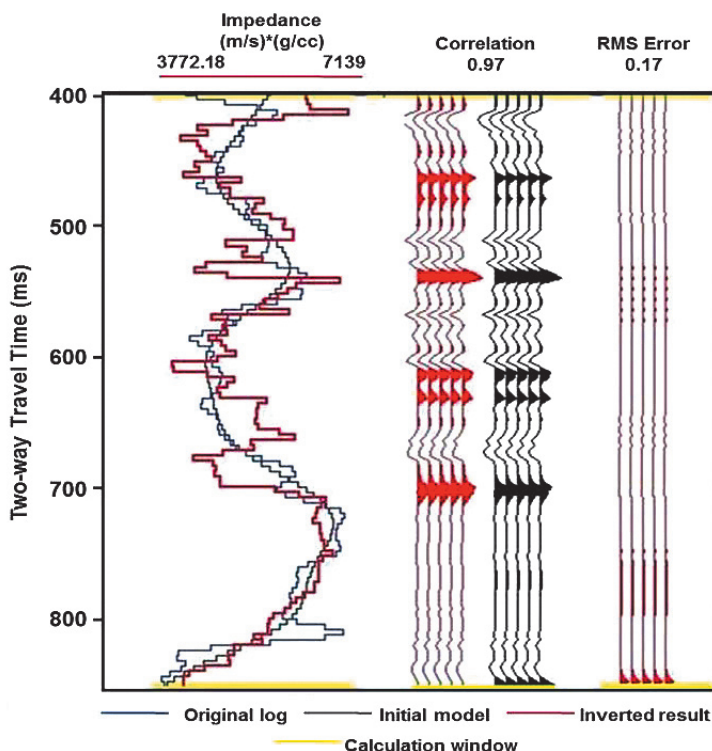 Impedance
(m/s)*(g/cc)
3772.18 7139
Correlation
0.97
RMS Error
0.17
Two-way Travel Time (ms)
400
500
600
700
800
Original log
Initial model
Inverted result
Calculation window